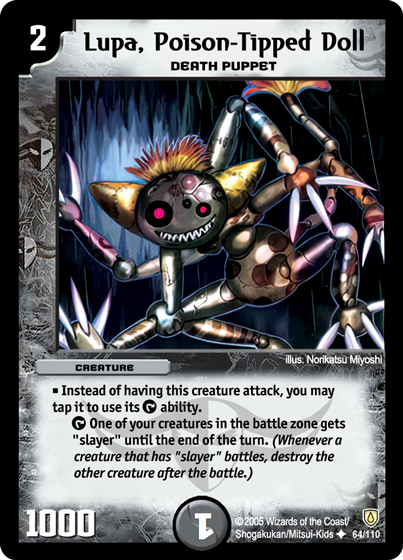 2
Lupa, Poison-Tipped Doll
DEATH PUPPET
illus. Norikatsu Miyoshi
CREATURE
▪ Instead of having this creature attack, you may
tap it to use its ability.
One of your creatures in the battle zone gets
"slayer" until the end of the turn. (Whenever a
creature that has "slayer" battles, destroy the
other creature after the battle.)
1000
1
©2005 Wizards of the Coast/
Shogakukan/Mitsui-Kids ✦ 64/110